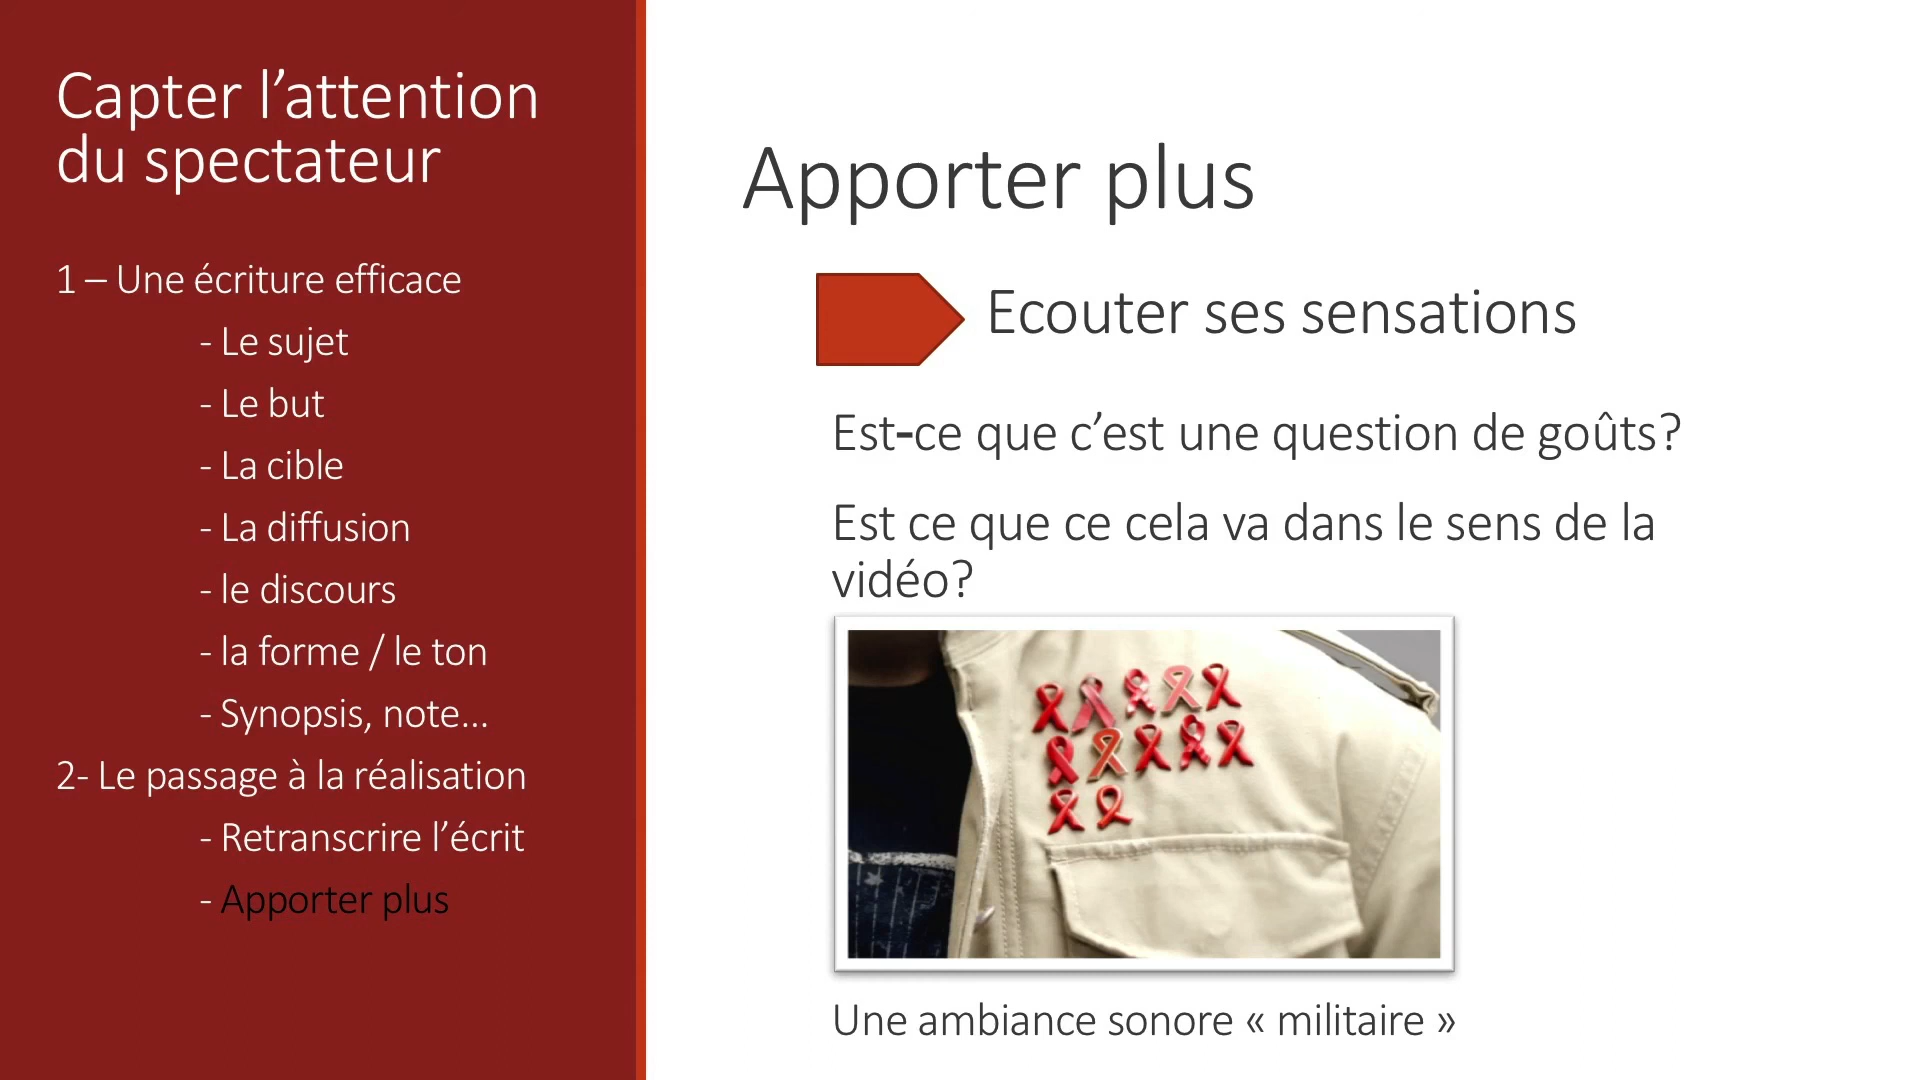 Capter l’attention
du spectateur
1 – Une écriture efficace
- Le sujet
- Le but
- La cible
- La diffusion
- le discours
- la forme / le ton
- Synopsis, note…
2- Le passage à la réalisation
- Retranscrire l’écrit
- Apporter plus
Apporter plus
Ecouter ses sensations
Est-ce que c’est une question de goûts?
Est ce que ce cela va dans le sens de la
vidéo?
Une ambiance sonore « militaire »